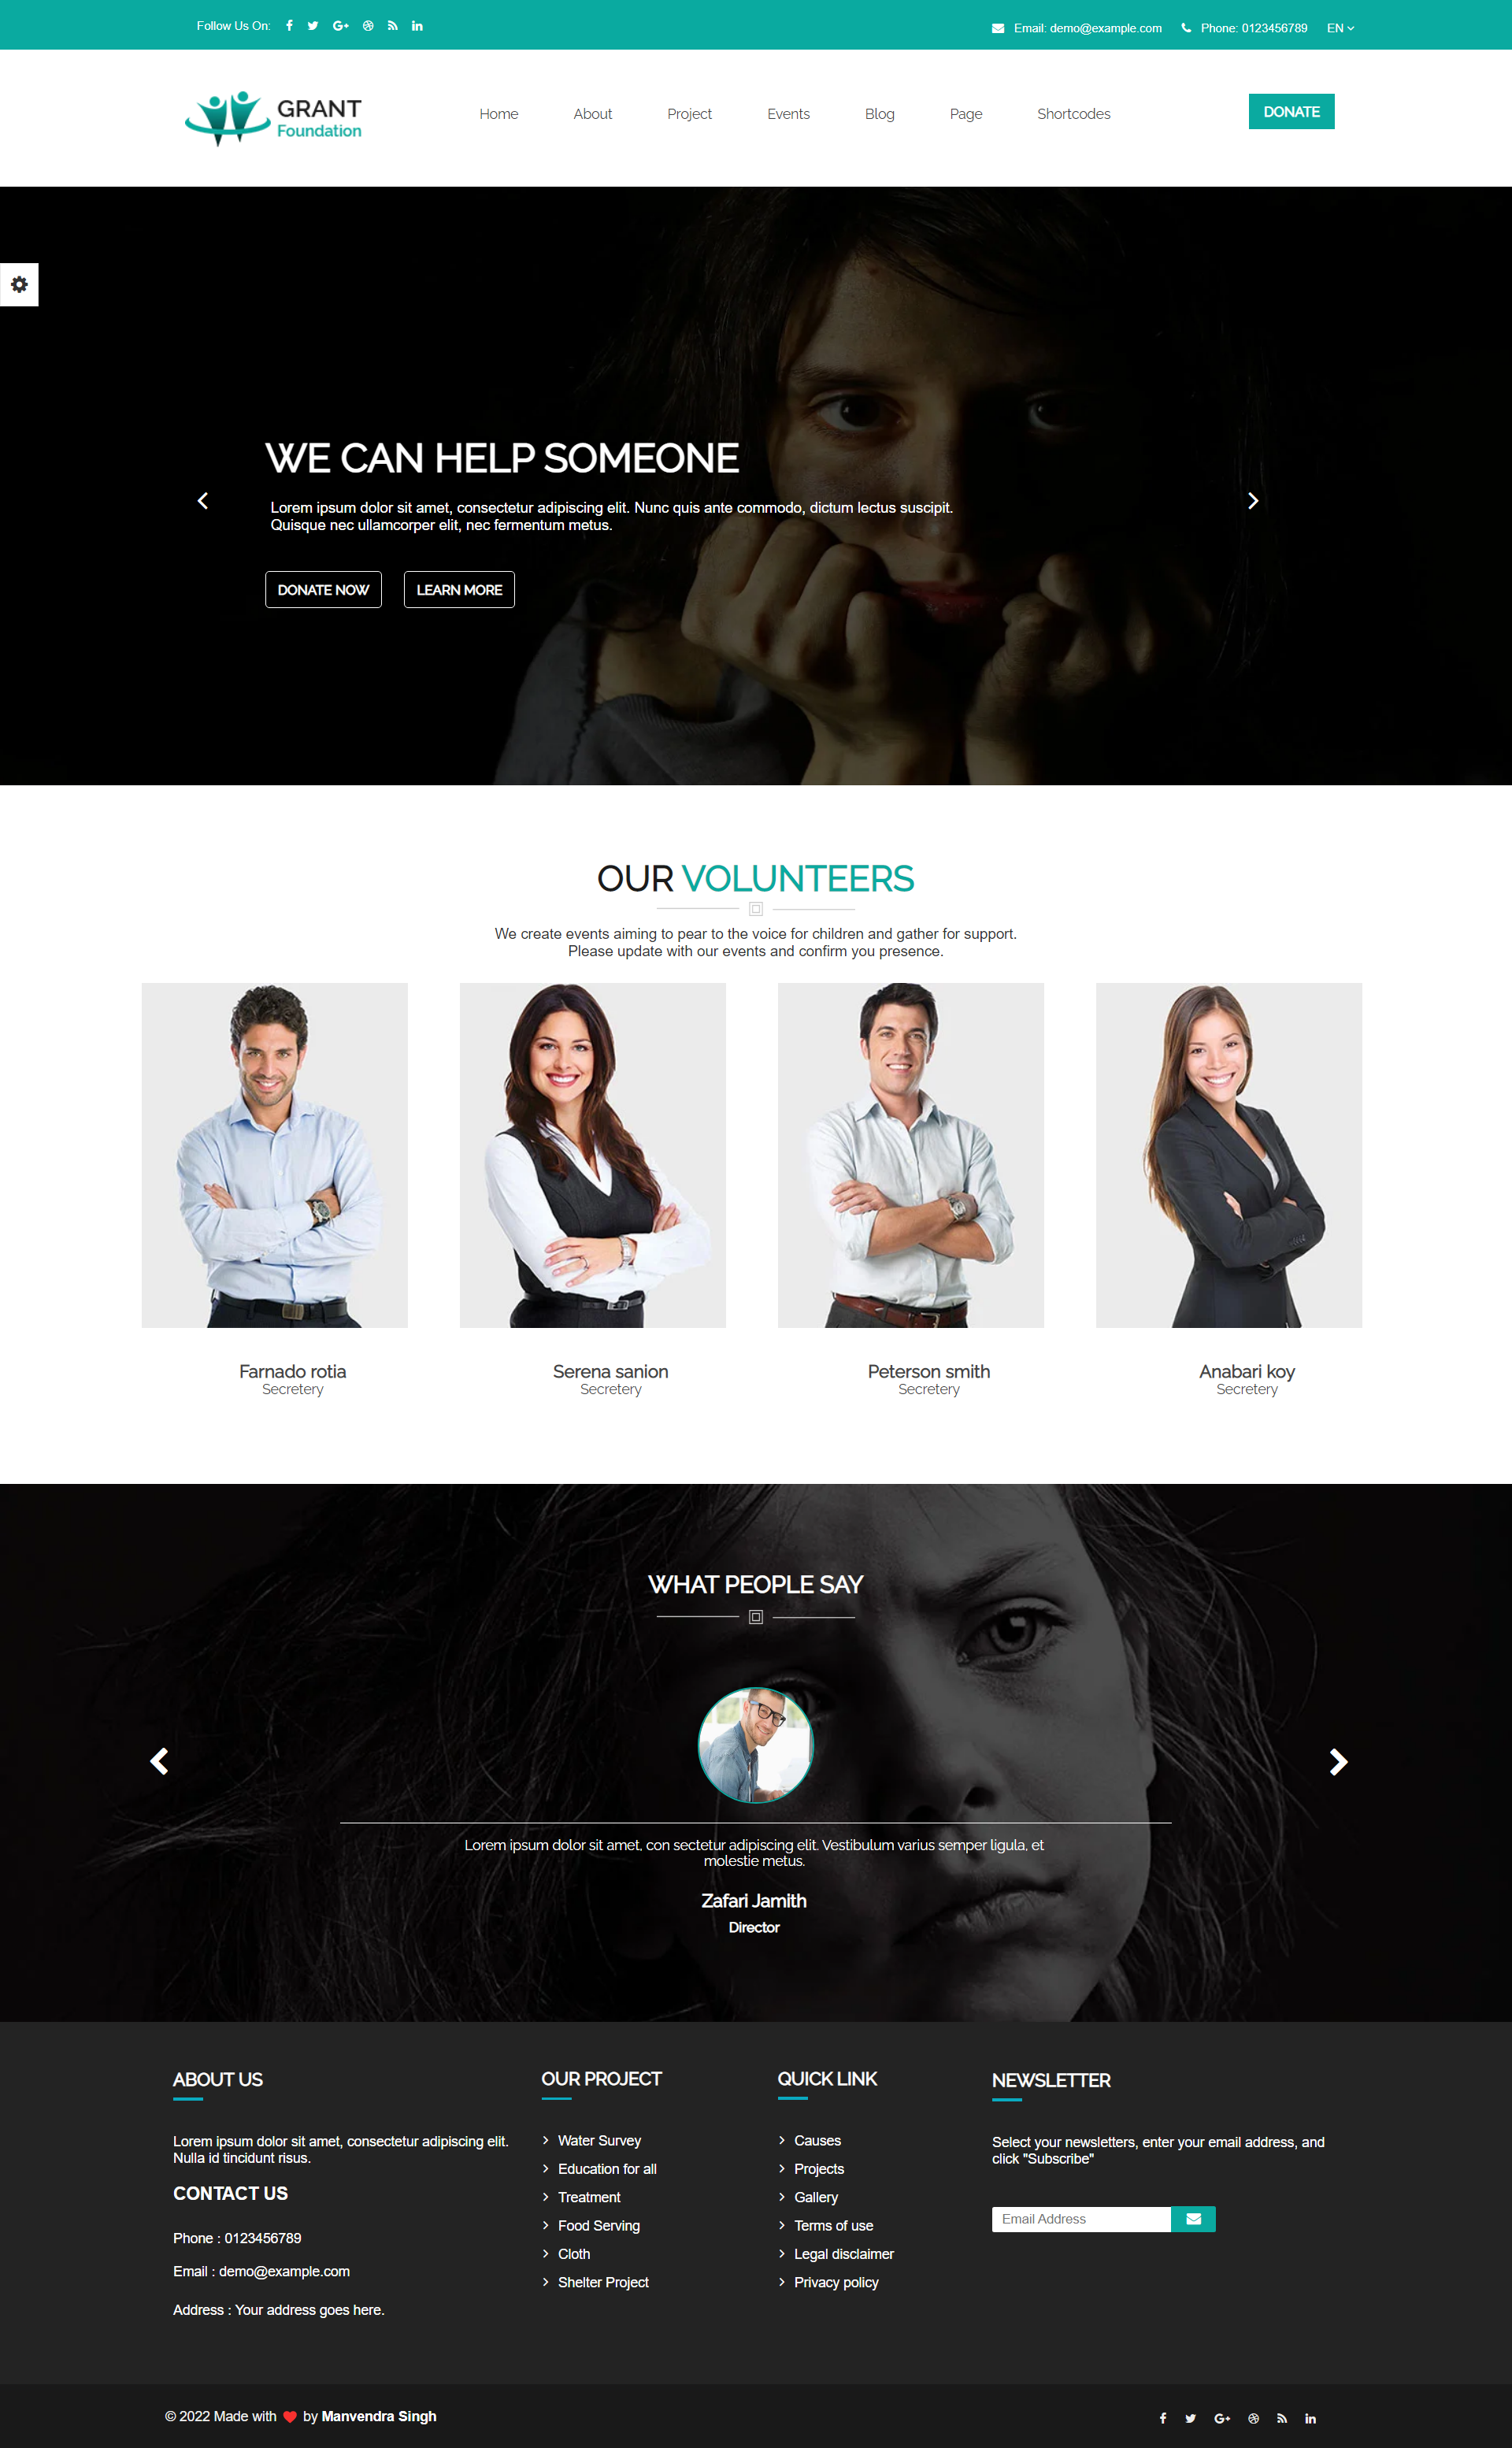 Follow Us On:
Email: demo@example.com
Phone: 0123456789
EN
GRANT
Foundation
Home
About
Project
Events
Blog
Page
Shortcodes
DONATE
WE CAN HELP SOMEONE
Lorem ipsum dolor sit amet, consectetur adipiscing elit. Nunc quis ante commodo, dictum lectus suscipit.
Quisque nec ullamcorper elit, nec fermentum metus.
DONATE NOW
LEARN MORE
OUR VOLUNTEERS
We create events aiming to pear to the voice for children and gather for support.
Please update with our events and confirm you presence.
Farnado rotia
Secretery
Serena sanion
Secretery
Peterson smith
Secretery
Anabari koy
Secretery
WHAT PEOPLE SAY
Lorem ipsum dolor sit amet, con sectetur adipiscing elit. Vestibulum varius semper ligula, et
molestie metus.
Zafari Jamith
Director
ABOUT US
Lorem ipsum dolor sit amet, consectetur adipiscing elit.
Nulla id tincidunt risus.
CONTACT US
Phone : 0123456789
Email : demo@example.com
Address : Your address goes here.
OUR PROJECT
Water Survey
Education for all
Treatment
Food Serving
Cloth
Shelter Project
QUICK LINK
Causes
Projects
Gallery
Terms of use
Legal disclaimer
Privacy policy
NEWSLETTER
Select your newsletters, enter your email address, and
click "Subscribe"
Email Address
© 2022 Made with ❤ by Manvendra Singh